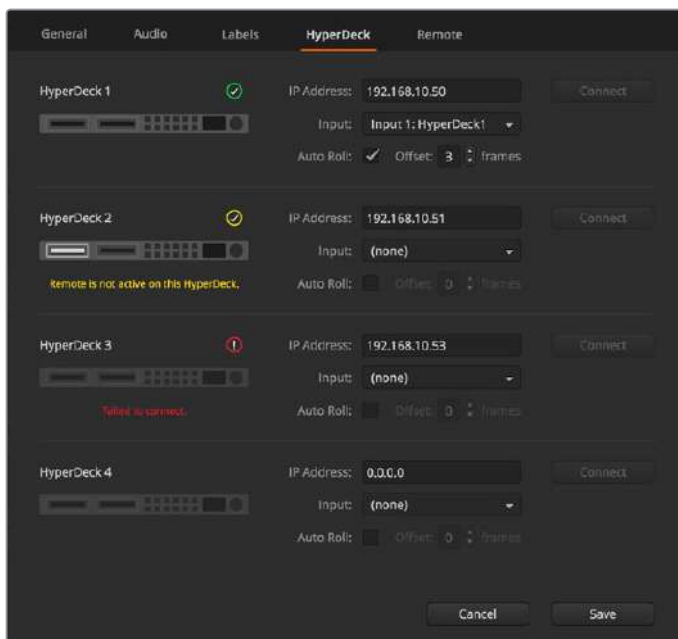 General Audio Labels HyperDeck Remote
HyperDeck 1 IP Address: 192.168.10.50 Connect
Input: Input 1: HyperDeck1
Auto Roll: Offset: 3 frames
HyperDeck 2 IP Address: 192.168.10.51 Connect
Input: (none)
Remote is not active on this HyperDeck. Auto Roll: Offset: 0 frames
HyperDeck 3 IP Address: 192.168.10.53 Connect
Input: (none)
Failed to connect. Auto Roll: Offset: 0 frames
HyperDeck 4 IP Address: 0.0.0.0 Connect
Input: (none)
Auto Roll: Offset: 0 frames
Cancel Save